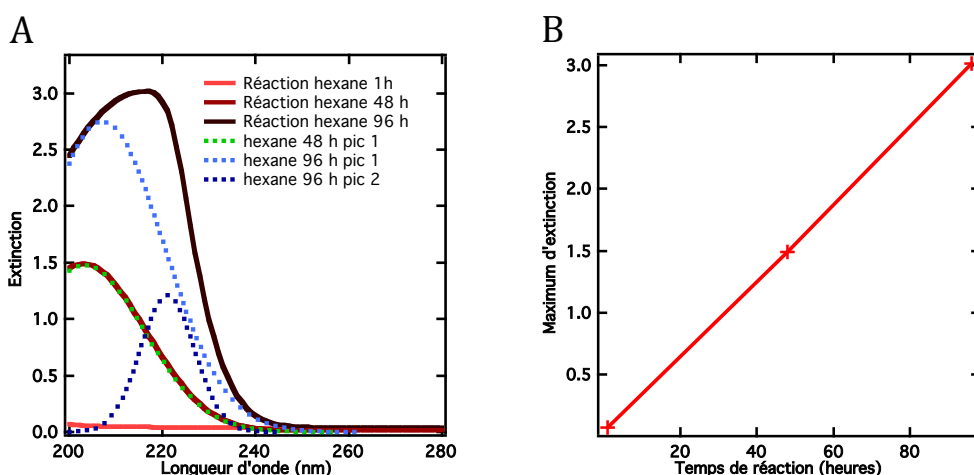 A
3.0
2.5
2.0
1.5
1.0
0.5
0.0
Extinction
200
220
240
260
280
Longueur d'onde (nm)
Réaction hexane 1h
Réaction hexane 48 h
Réaction hexane 96 h
hexane 48 h pic 1
hexane 96 h pic 1
hexane 96 h pic 2
B
3.0
2.5
2.0
1.5
1.0
0.5
Maximum d'extinction
20
40
60
80
Temps de réaction (heures)